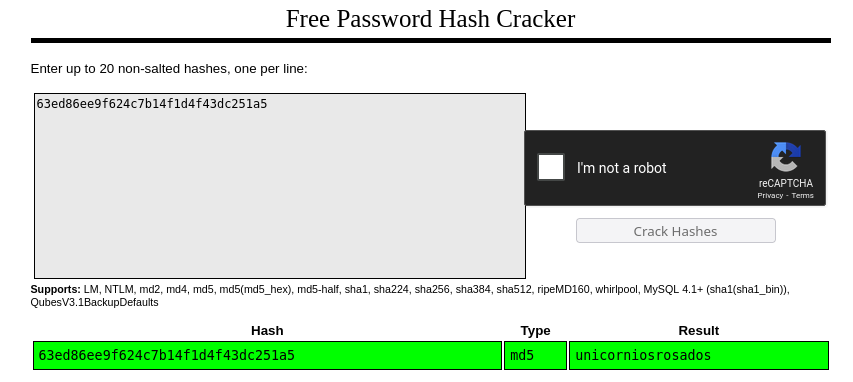 Free Password Hash Cracker
Enter up to 20 non-salted hashes, one per line:
63ed86ee9f624c7b14f1d4f43dc251a5
I'm not a robot
reCAPTCHA
Privacy - Terms
Crack Hashes
Supports: LM, NTLM, md2, md4, md5, md5(md5_hex), md5-half, sha1, sha224, sha256, sha384, sha512, ripeMD160, whirlpool, MySQL 4.1+ (sha1(sha1_bin)),
QubesV3.1BackupDefaults
Hash Type Result
63ed86ee9f624c7b14f1d4f43dc251a5 md5 unicorniosrosados